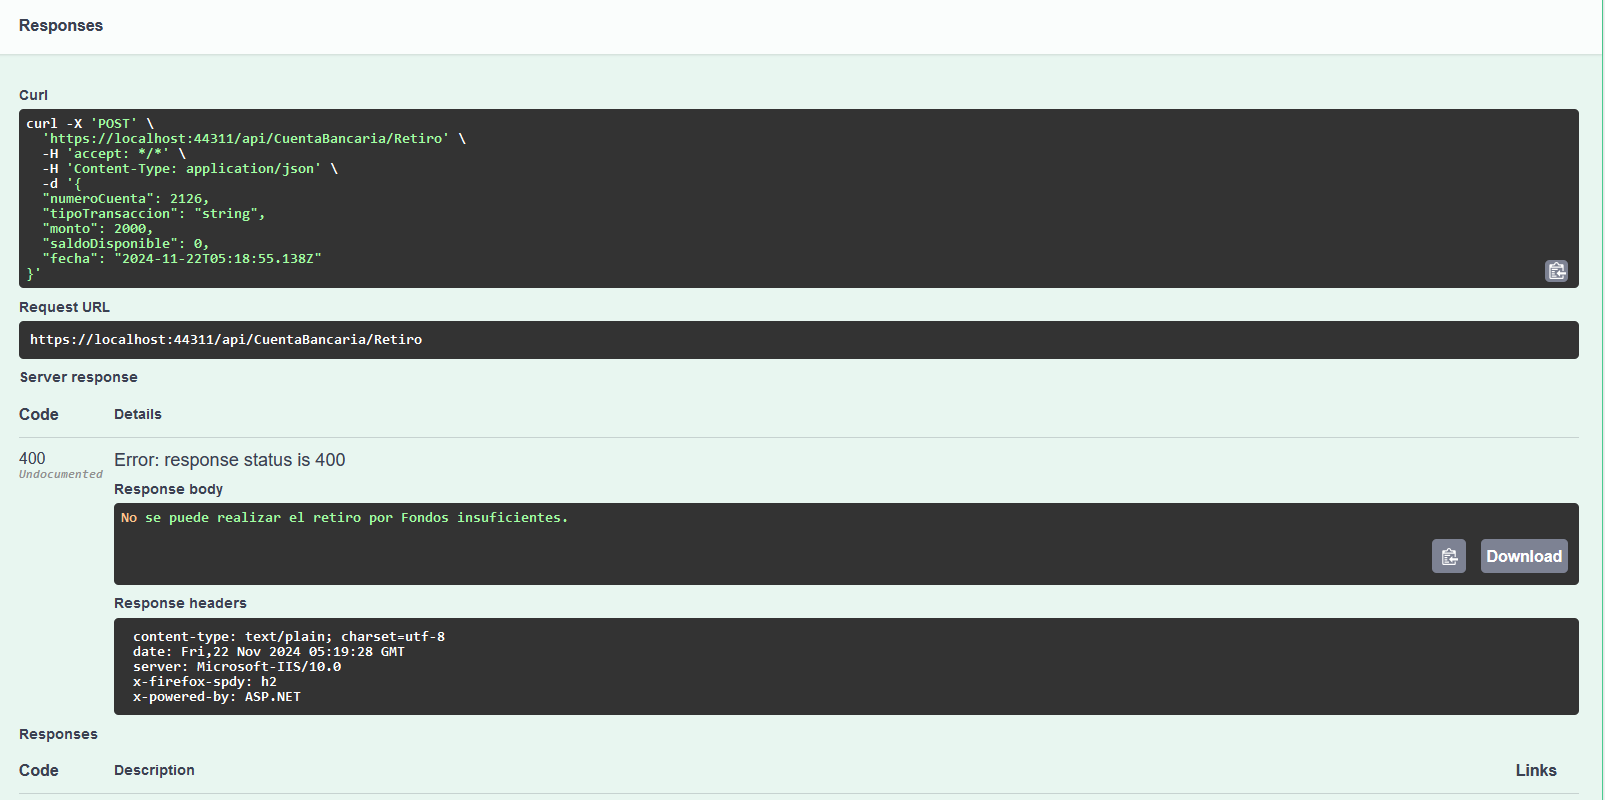 Responses
Curl
curl -X 'POST' \
  'https://localhost:44311/api/CuentaBancaria/Retiro' \
  -H 'accept: */*' \
  -H 'Content-Type: application/json' \
  -d '{
  "numeroCuenta": 2126,
  "tipoTransaccion": "string",
  "monto": 2000,
  "saldoDisponible": 0,
  "fecha": "2024-11-22T05:18:55.138Z"
}'
Request URL
https://localhost:44311/api/CuentaBancaria/Retiro
Server response
Code Details
400 Error: response status is 400
Undocumented
Response body
No se puede realizar el retiro por Fondos insuficientes.
Download
Response headers
content-type: text/plain; charset=utf-8
date: Fri,22 Nov 2024 05:19:28 GMT
server: Microsoft-IIS/10.0
x-firefox-spdy: h2
x-powered-by: ASP.NET
Responses
Code Description Links